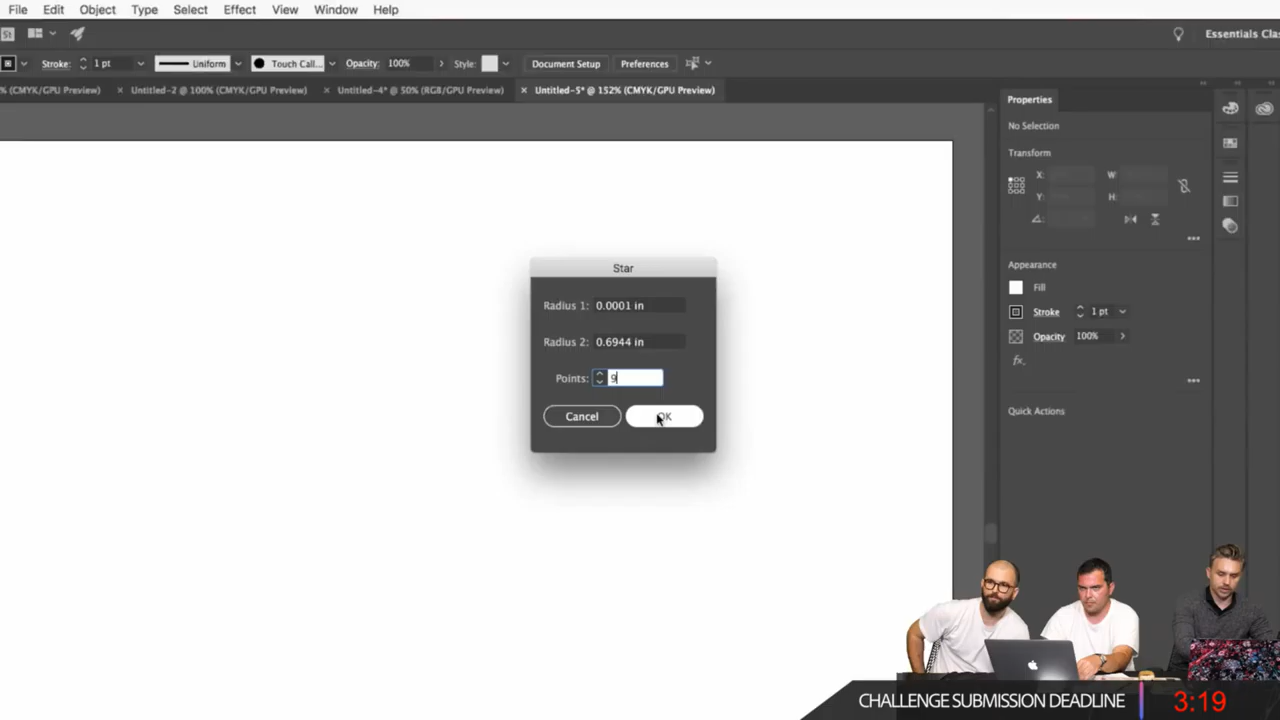 File Edit Object Type Select Effect View Window Help
St Essentials Clas
Stroke: 1 pt Uniform Touch Call... Opacity: 100% Style: Document Setup Preferences
% (CMYK/GPU Preview) × Untitled-2 @ 100% (CMYK/GPU Preview) × Untitled-4* @ 50% (RGB/GPU Preview) × Untitled-5* @ 152% (CMYK/GPU Preview)
Properties
No Selection
Transform
X: W:
Y: H:
Appearance
Fill
Stroke 1 pt
Opacity 100%
fx.
Quick Actions
Star
Radius 1: 0.0001 in
Radius 2: 0.6944 in
Points: 9
Cancel OK
CHALLENGE SUBMISSION DEADLINE 3:19